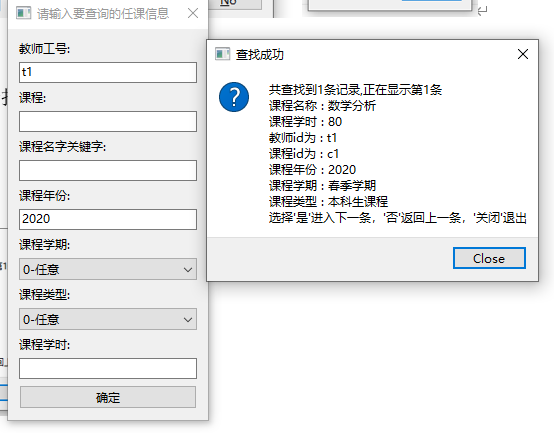 No
请输入要查询的任课信息
教师工号:
t1
课程:
课程名字关键字:
课程年份:
2020
课程学期:
0-任意
课程类型:
0-任意
课程学时:
确定
查找成功
共查找到1条记录,正在显示第1条
课程名称：数学分析
课程学时：80
教师id为：t1
课程id为：c1
课程年份：2020
课程学期：春季学期
课程类型：本科生课程
选择'是'进入下一条，'否'返回上一条，'关闭'退出
Close